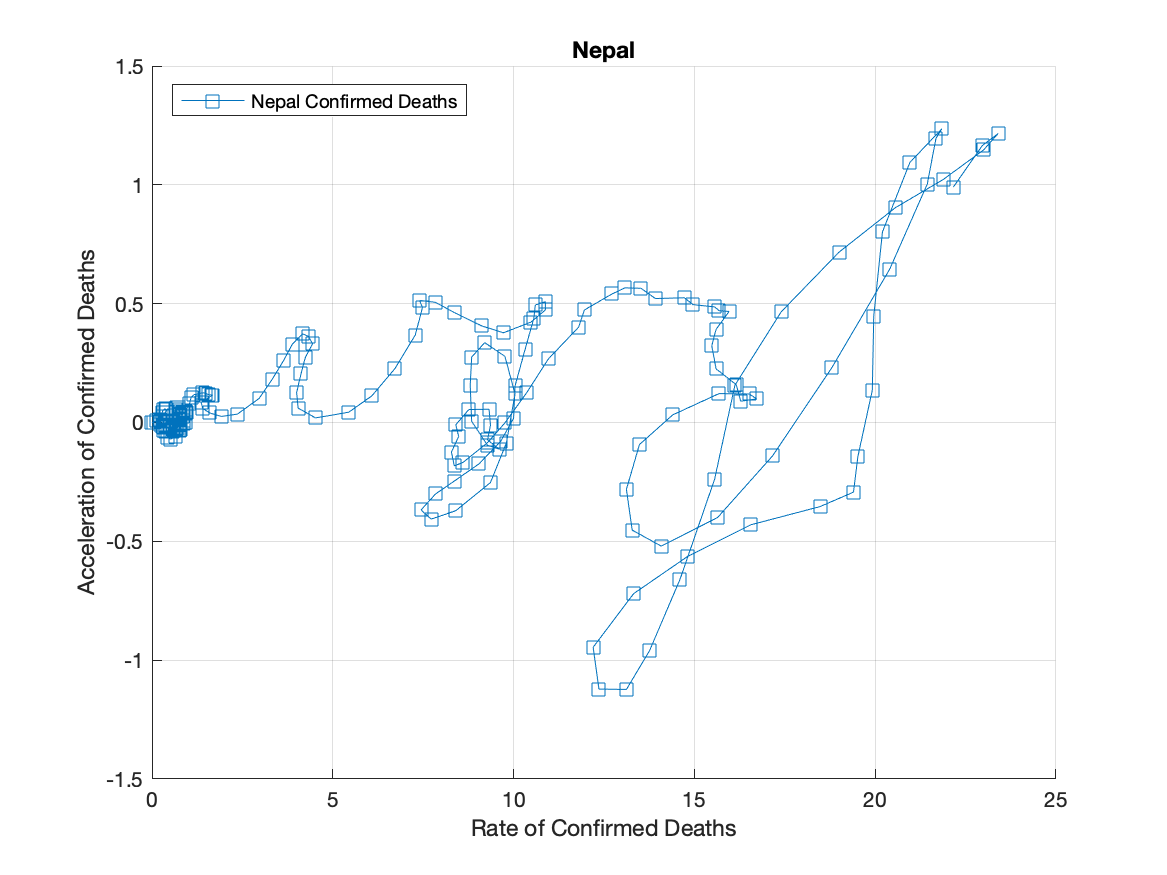 Nepal
1.5
Nepal Confirmed Deaths
1
0.5
0
-0.5
-1
-1.5
Acceleration of Confirmed Deaths
0 5 10 15 20 25
Rate of Confirmed Deaths